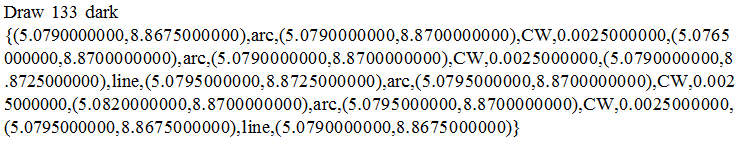 Draw 133 dark
{(5.0790000000,8.8675000000),arc,(5.0790000000,8.8700000000),CW,0.0025000000,(5.0765
000000,8.8700000000),arc,(5.0790000000,8.8700000000),CW,0.0025000000,(5.0790000000,8
.8725000000),line,(5.0795000000,8.8725000000),arc,(5.0795000000,8.8700000000),CW,0.002
5000000,(5.0820000000,8.8700000000),arc,(5.0795000000,8.8700000000),CW,0.0025000000,
(5.0795000000,8.8675000000),line,(5.0790000000,8.8675000000)}